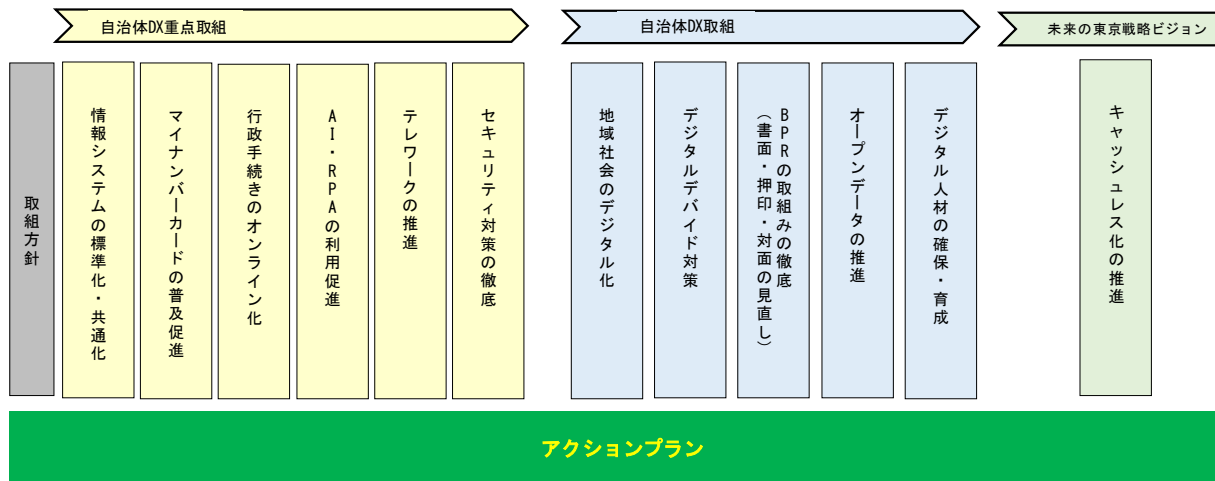 自治体DX重点取組
自治体DX取組
未来の東京戦略ビジョン
取組方針
情報システムの標準化・共通化
マイナンバーカードの普及促進
行政手続きのオンライン化
AI・RPAの利用促進
テレワークの推進
セキュリティ対策の徹底
地域社会のデジタル化
デジタルデバイド対策
BPRの取組みの徹底
（書面・押印・対面の見直し）
オープンデータの推進
デジタル人材の確保・育成
キャッシュレス化の推進
アクションプラン